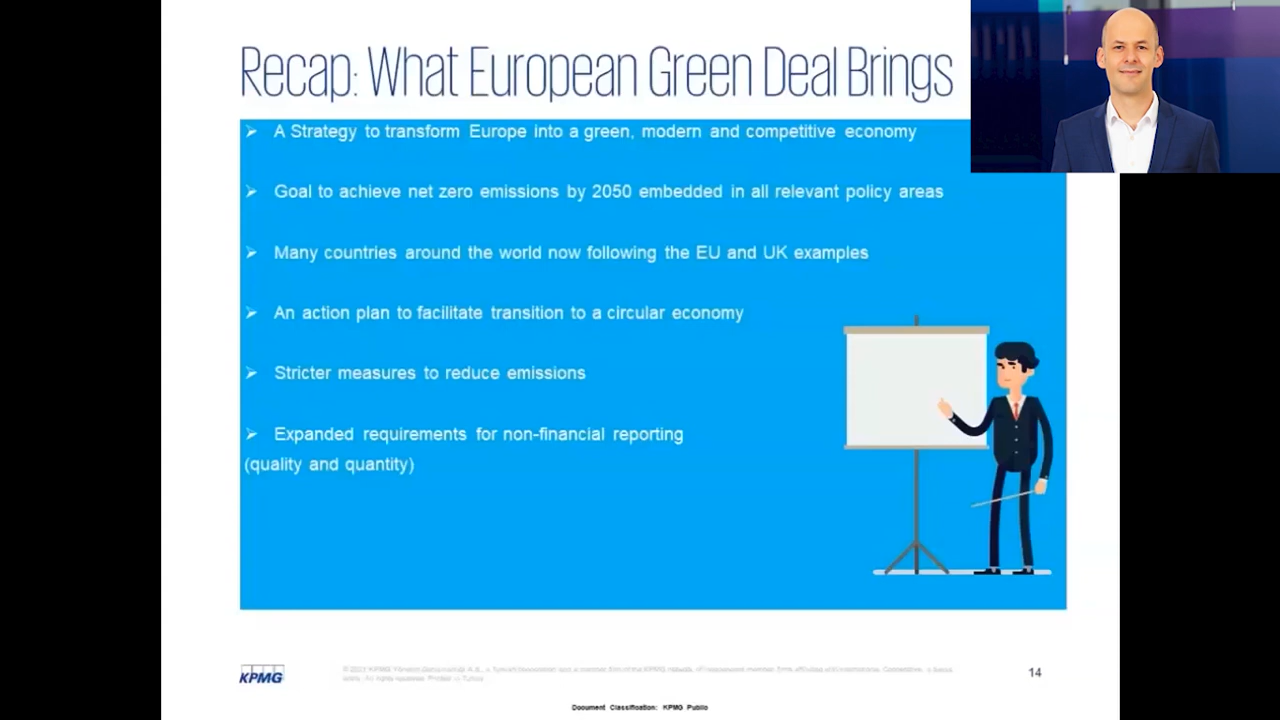 Recap: What European Green Deal Brings
➢ A Strategy to transform Europe into a green, modern and competitive economy
➢ Goal to achieve net zero emissions by 2050 embedded in all relevant policy areas
➢ Many countries around the world now following the EU and UK examples
➢ An action plan to facilitate transition to a circular economy
➢ Stricter measures to reduce emissions
➢ Expanded requirements for non-financial reporting
(quality and quantity)
KPMG
14
Document Classification: KPMG Public